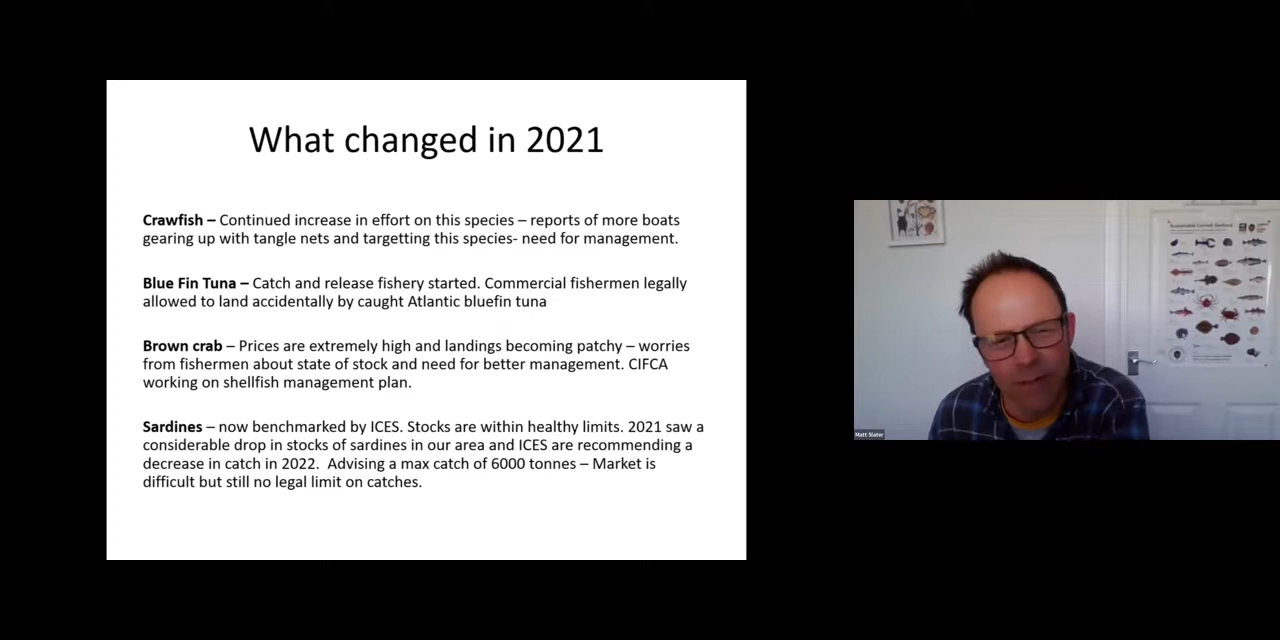 What changed in 2021
Crawfish – Continued increase in effort on this species – reports of more boats
gearing up with tangle nets and targetting this species- need for management.
Blue Fin Tuna – Catch and release fishery started. Commercial fishermen legally
allowed to land accidentally by caught Atlantic bluefin tuna
Brown crab – Prices are extremely high and landings becoming patchy – worries
from fishermen about state of stock and need for better management. CIFCA
working on shellfish management plan.
Sardines – now benchmarked by ICES. Stocks are within healthy limits. 2021 saw a
considerable drop in stocks of sardines in our area and ICES are recommending a
decrease in catch in 2022.  Advising a max catch of 6000 tonnes – Market is
difficult but still no legal limit on catches.
Sustainable Cornish Seafood
Matt Slater